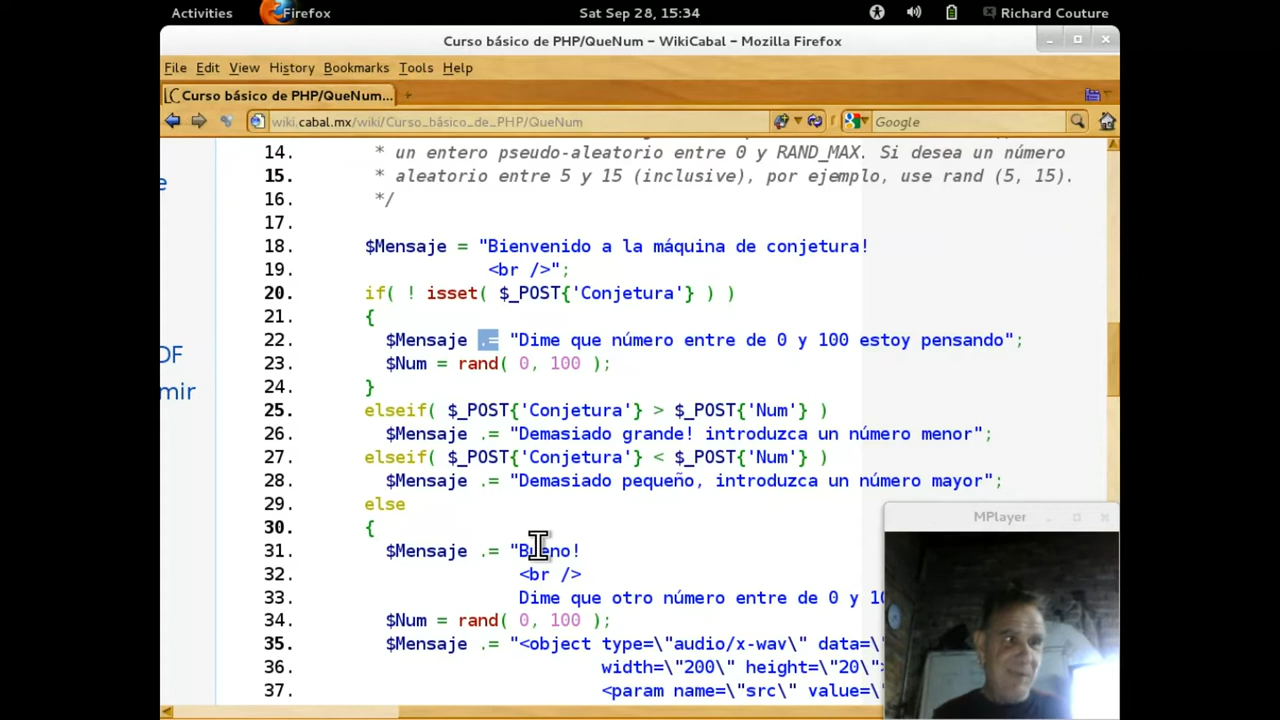 Activities Firefox Sat Sep 28, 15:34 Richard Couture
Curso básico de PHP/QueNum – WikiCabal – Mozilla Firefox
File Edit View History Bookmarks Tools Help
Curso básico de PHP/QueNum...
wiki.cabal.mx/wiki/Curso_básico_de_PHP/QueNum Google
14. * un entero pseudo-aleatorio entre 0 y RAND_MAX. Si desea un número
15. * aleatorio entre 5 y 15 (inclusive), por ejemplo, use rand (5, 15).
16. */
17.
18. $Mensaje = "Bienvenido a la máquina de conjetura!
19. <br />";
20. if( ! isset( $_POST{'Conjetura'} ) )
21. {
22. $Mensaje .= "Dime que número entre de 0 y 100 estoy pensando";
23. $Num = rand( 0, 100 );
24. }
25. elseif( $_POST{'Conjetura'} > $_POST{'Num'} )
26. $Mensaje .= "Demasiado grande! introduzca un número menor";
27. elseif( $_POST{'Conjetura'} < $_POST{'Num'} )
28. $Mensaje .= "Demasiado pequeño, introduzca un número mayor";
29. else
30. {
31. $Mensaje .= "Bueno!
32. <br />
33. Dime que otro número entre de 0 y 10
34. $Num = rand( 0, 100 );
35. $Mensaje .= "<object type=\"audio/x-wav\" data=\
36. width=\"200\" height=\"20\">
37. <param name=\"src\" value=\
e
DF
mir
MPlayer